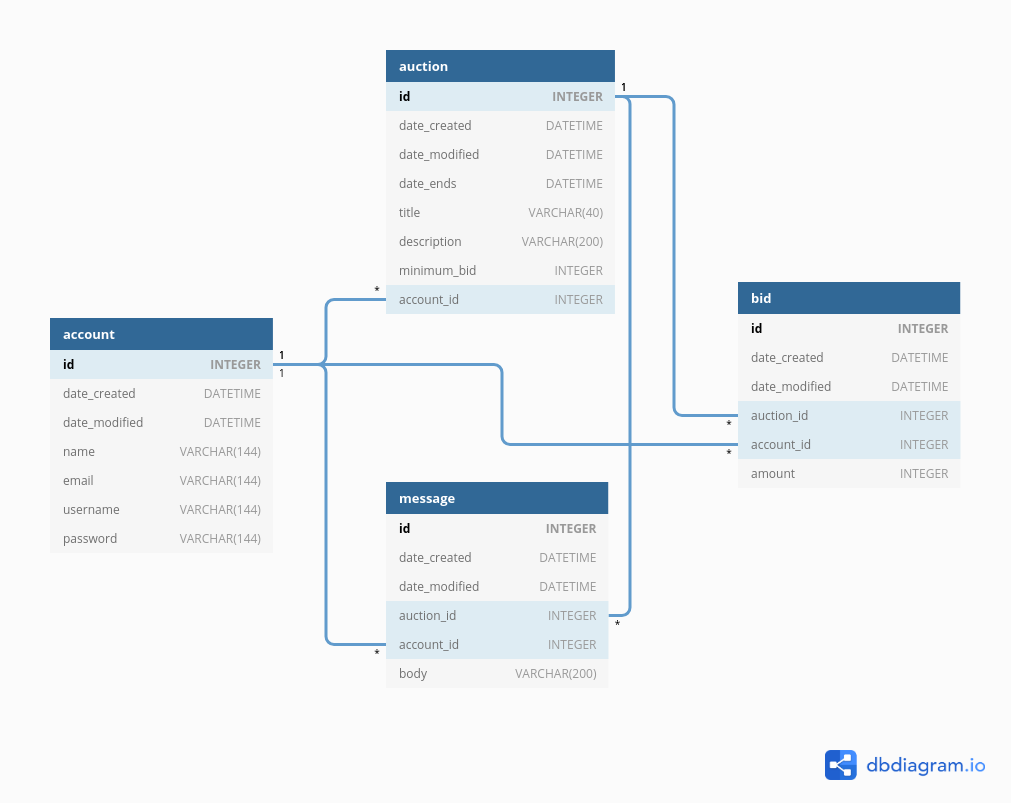 auction
id INTEGER
date_created DATETIME
date_modified DATETIME
date_ends DATETIME
title VARCHAR(40)
description VARCHAR(200)
minimum_bid INTEGER
account_id INTEGER
1
*
account
id INTEGER
date_created DATETIME
date_modified DATETIME
name VARCHAR(144)
email VARCHAR(144)
username VARCHAR(144)
password VARCHAR(144)
1
1
bid
id INTEGER
date_created DATETIME
date_modified DATETIME
auction_id INTEGER
account_id INTEGER
amount INTEGER
*
*
message
id INTEGER
date_created DATETIME
date_modified DATETIME
auction_id INTEGER
account_id INTEGER
body VARCHAR(200)
*
*
dbdiagram.io